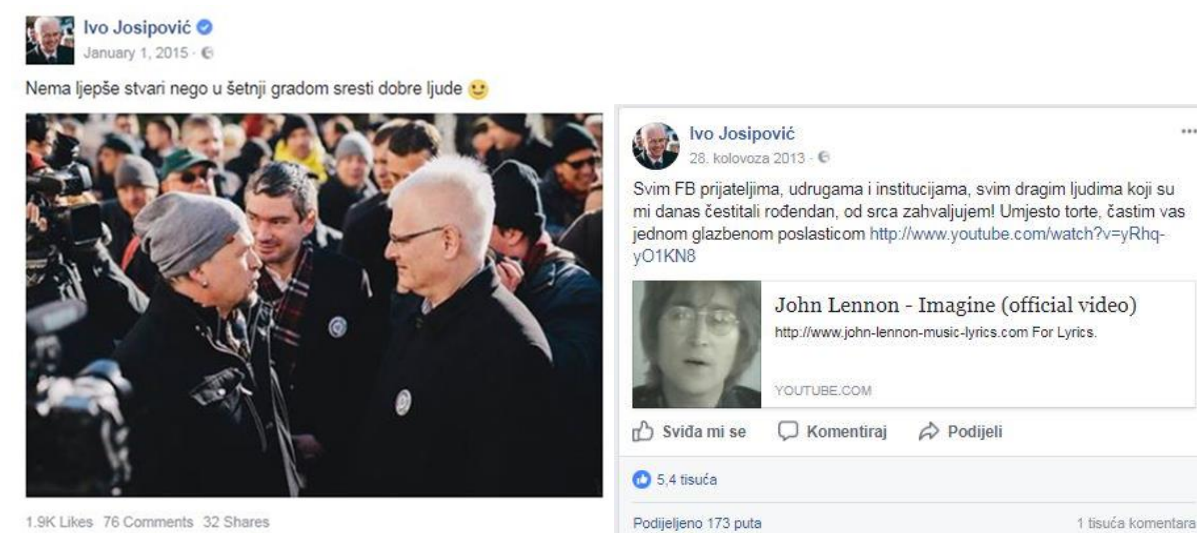 Ivo Josipović
January 1, 2015 ·
Nema ljepše stvari nego u šetnji gradom sresti dobre ljude
1.9K Likes 76 Comments 32 Shares
Ivo Josipović
28. kolovoza 2013 ·
Svim FB prijateljima, udrugama i institucijama, svim dragim ljudima koji su
mi danas čestitali rođendan, od srca zahvaljujem! Umjesto torte, častim vas
jednom glazbenom poslasticom http://www.youtube.com/watch?v=yRhq-
yO1KN8
John Lennon - Imagine (official video)
http://www.john-lennon-music-lyrics.com For Lyrics.
YOUTUBE.COM
Sviđa mi se Komentiraj Podijeli
5,4 tisuća
Podijeljeno 173 puta 1 tisuća komentara